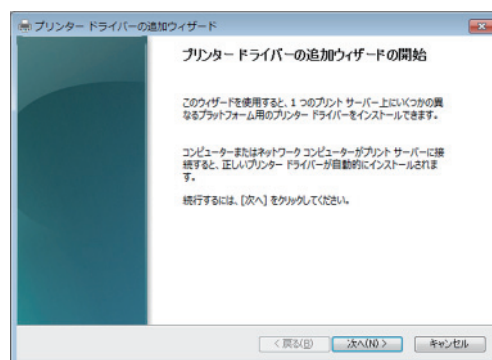 プリンター ドライバーの追加ウィザード
プリンター ドライバーの追加ウィザードの開始
このウィザードを使用すると、1 つのプリント サーバー上にいくつかの異
なるプラットフォーム用のプリンター ドライバーをインストールできます。
コンピューターまたはネットワーク コンピューターがプリント サーバーに接
続すると、正しいプリンター ドライバーが自動的にインストールされま
す。
続行するには、[次へ] をクリックしてください。
< 戻る(B)
次へ(N) >
キャンセル